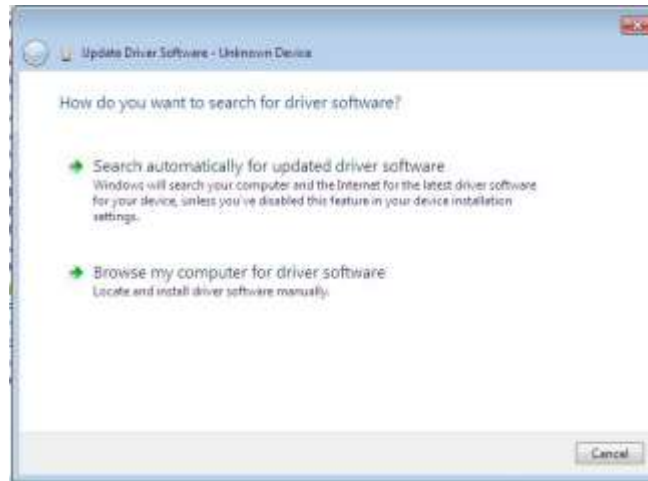 Update Driver Software - Unknown Device
How do you want to search for driver software?
Search automatically for updated driver software
Windows will search your computer and the Internet for the latest driver software
for your device, unless you've disabled this feature in your device installation
settings.
Browse my computer for driver software
Locate and install driver software manually.
Cancel